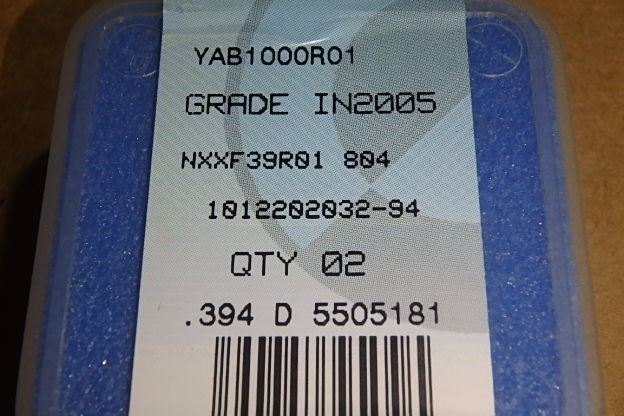 YAB1000R01
GRADE IN2005
NXXF39R01 804
1012202032-94
QTY 02
.394 D 5505181